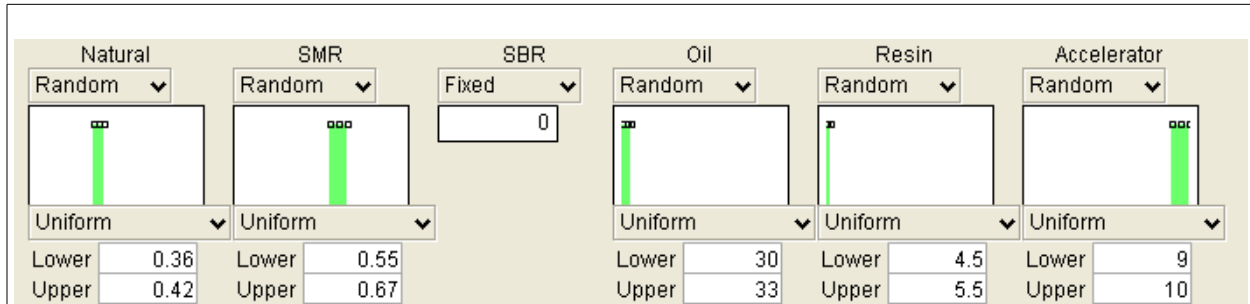 Natural SMR SBR Oil Resin Accelerator
Random Random Fixed Random Random Random
0
Uniform Uniform Uniform Uniform Uniform
Lower 0.36 Lower 0.55 Lower 30 Lower 4.5 Lower 9
Upper 0.42 Upper 0.67 Upper 33 Upper 5.5 Upper 10